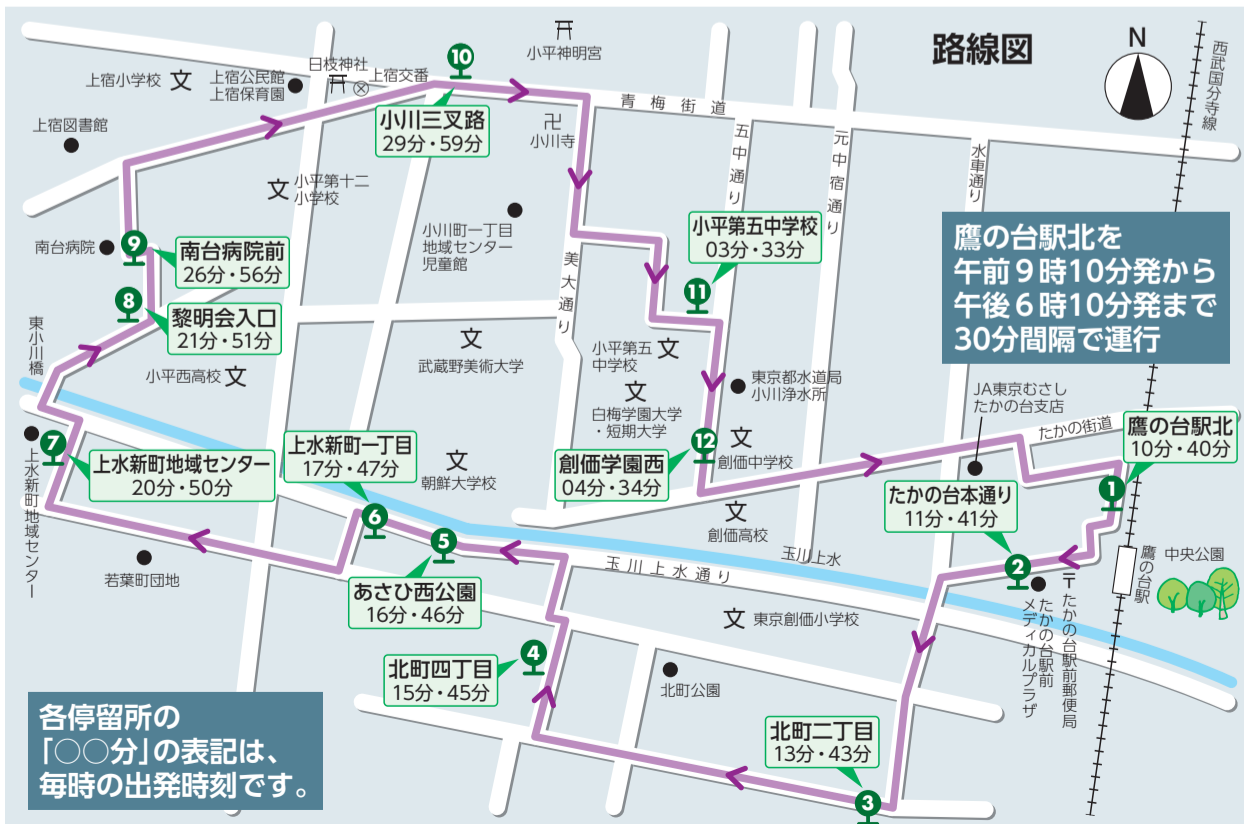 路線図
N
西武国分寺線
小平神明宮
日枝神社
上宿交番
上宿小学校
上宿公民館
上宿保育園
上宿図書館
10
小川三叉路
29分・59分
卍
小川寺
青梅街道
五中通り
元中宿通り
水車通り
小平第十二
小学校
小川町一丁目
地域センター
児童館
美大通り
小平第五中学校
03分・33分
11
鷹の台駅北を
午前9時10分発から
午後6時10分発まで
30分間隔で運行
南台病院
9
南台病院前
26分・56分
8
黎明会入口
21分・51分
東小川橋
小平西高校
武蔵野美術大学
小平第五
中学校
白梅学園大学
・短期大学
東京都水道局
小川浄水所
JA東京むさし
たかの台支店
たかの街道
鷹の台駅北
10分・40分
1
7
上水新町地域センター
20分・50分
上水新町地域センター
上水新町一丁目
17分・47分
6
朝鮮大学校
12
創価学園西
04分・34分
創価中学校
創価高校
たかの台本通り
11分・41分
2
鷹の台駅
中央公園
若葉町団地
5
あさひ西公園
16分・46分
玉川上水
玉川上水通り
〒たかの台駅前郵便局
たかの台駅前
メディカルプラザ
東京創価小学校
4
北町四丁目
15分・45分
北町公園
北町二丁目
13分・43分
3
各停留所の
「○○分」の表記は、
毎時の出発時刻です。